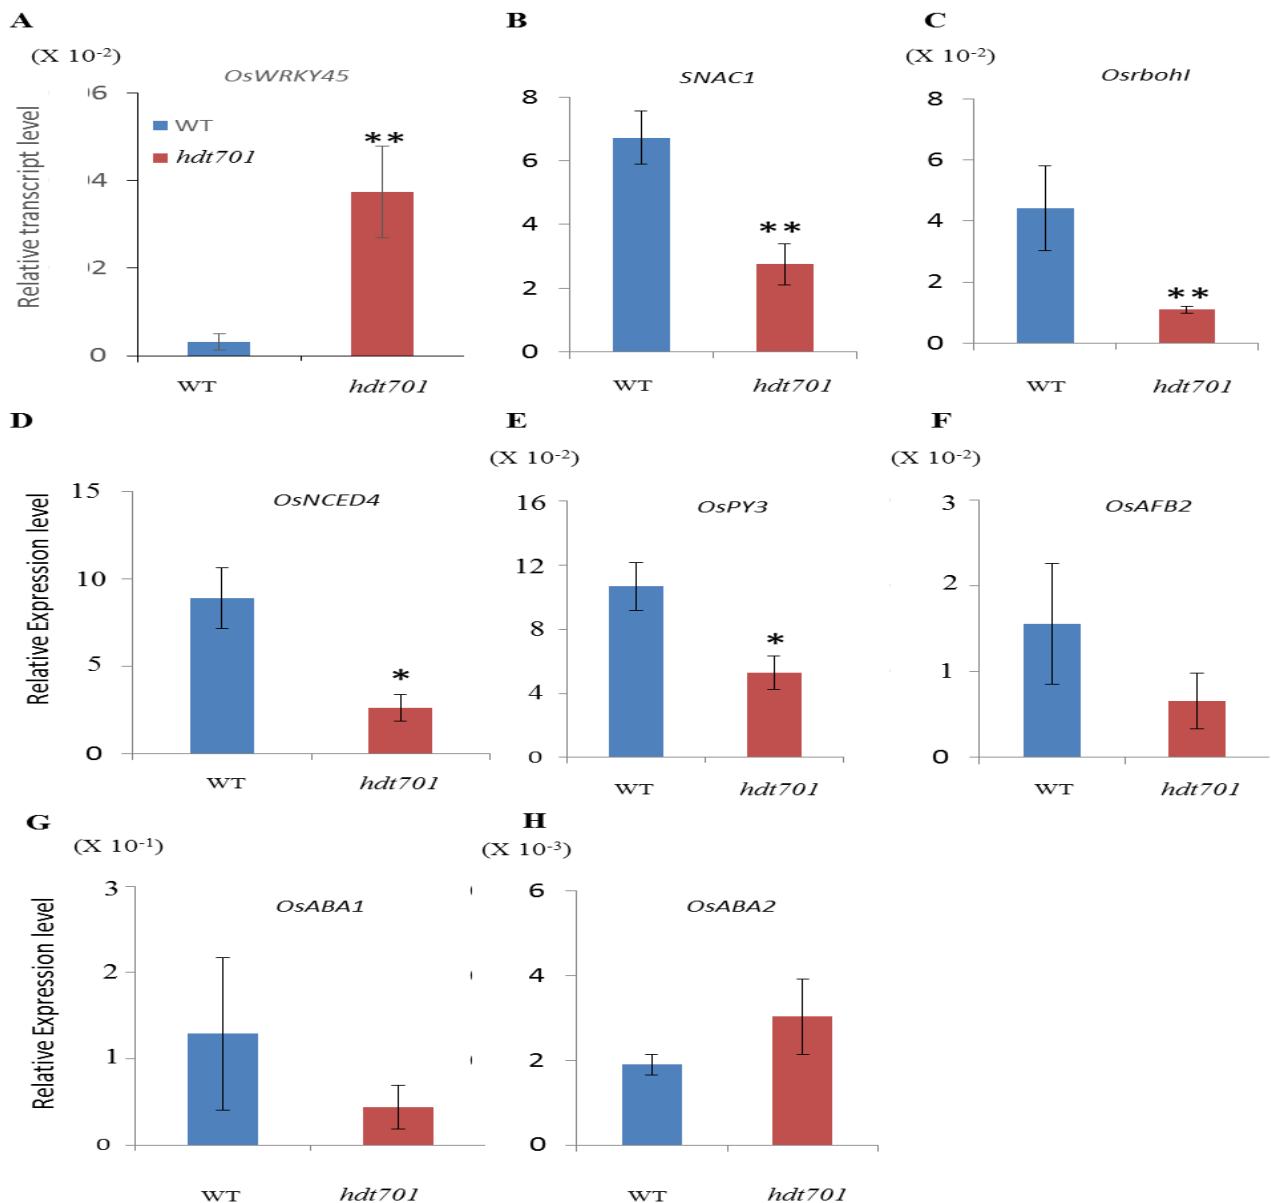 A
B
C
(X 10⁻²)
(X 10⁻²)
OsWRKY45
SNAC1
OsrbohI
Relative transcript level
6
4
2
0
WT
hdt701
**
WT
hdt701
8
6
4
2
0
**
WT
hdt701
8
6
4
2
0
**
WT
hdt701
D
E
F
(X 10⁻²)
(X 10⁻²)
OsNCED4
OsPY3
OsAFB2
Relative Expression level
15
10
5
0
*
WT
hdt701
16
12
8
4
0
*
WT
hdt701
3
2
1
0
WT
hdt701
G
H
(X 10⁻¹)
(X 10⁻³)
OsABA1
OsABA2
Relative Expression level
3
2
1
0
WT
hdt701
6
4
2
0
WT
hdt701